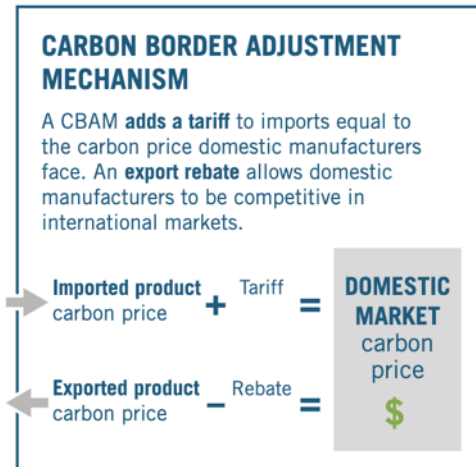 CARBON BORDER ADJUSTMENT
MECHANISM
A CBAM adds a tariff to imports equal to
the carbon price domestic manufacturers
face. An export rebate allows domestic
manufacturers to be competitive in
international markets.
Imported product
carbon price
+
Tariff
=
Exported product
carbon price
–
Rebate
=
DOMESTIC
MARKET
carbon
price
$